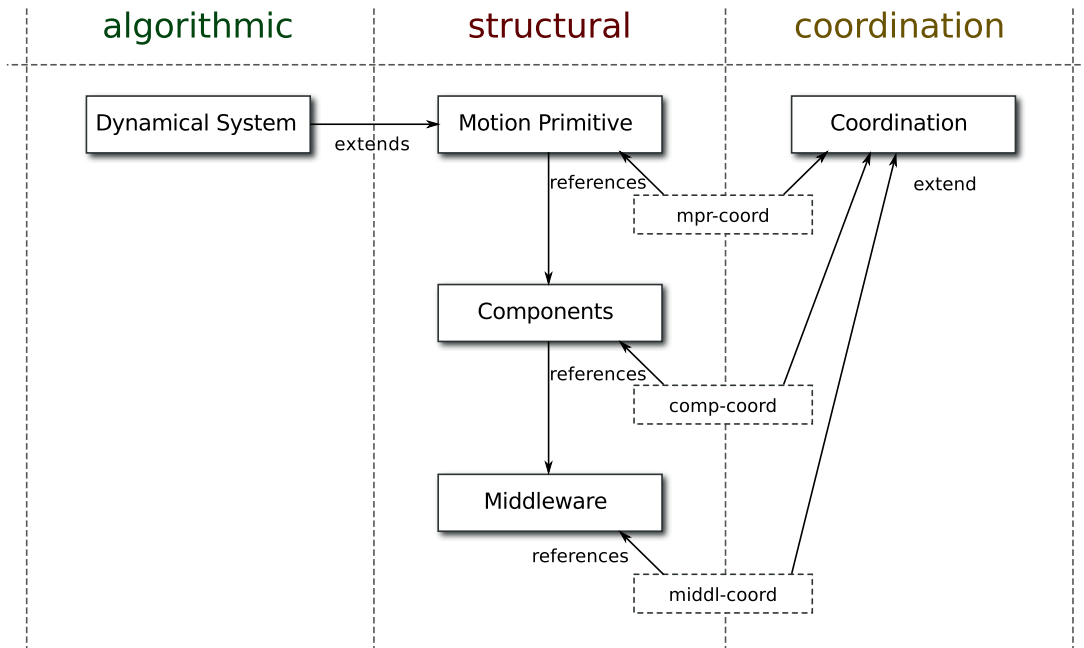 algorithmic
structural
coordination
Dynamical System
Motion Primitive
Coordination
extends
references
extend
mpr-coord
Components
references
comp-coord
Middleware
references
middl-coord